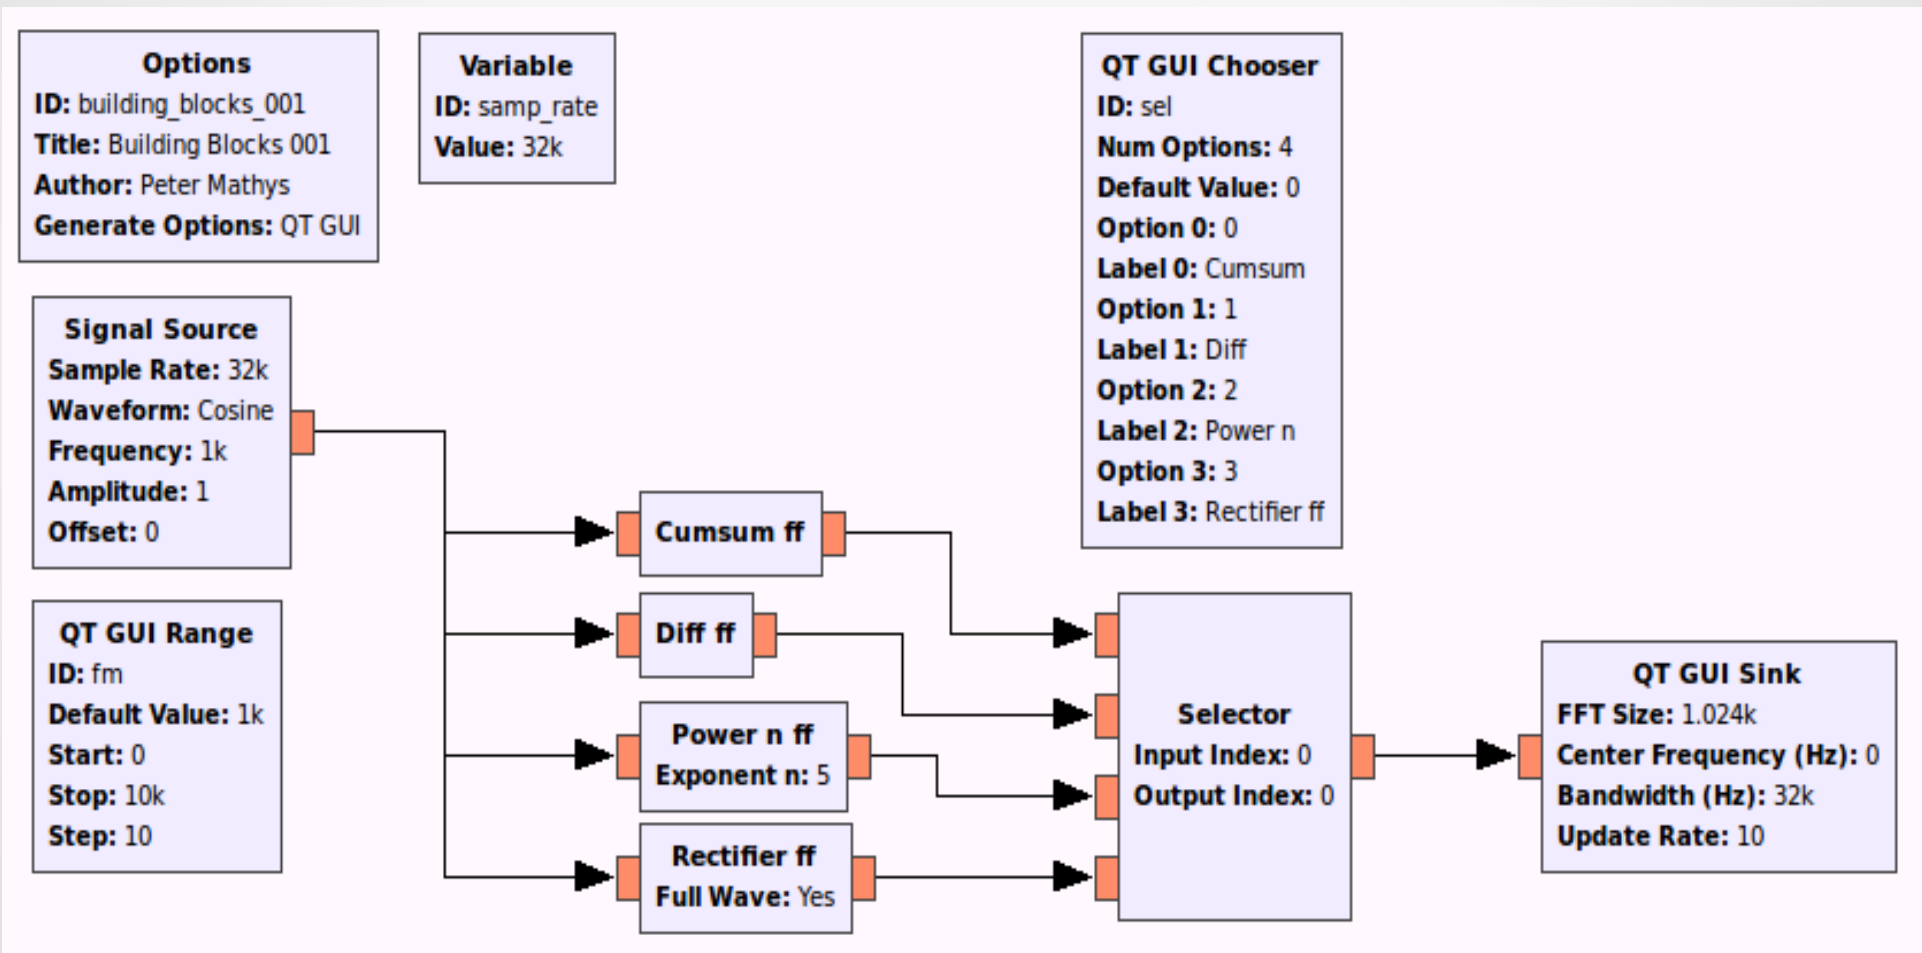 Options
ID: building_blocks_001
Title: Building Blocks 001
Author: Peter Mathys
Generate Options: QT GUI
Variable
ID: samp_rate
Value: 32k
QT GUI Chooser
ID: sel
Num Options: 4
Default Value: 0
Option 0: 0
Label 0: Cumsum
Option 1: 1
Label 1: Diff
Option 2: 2
Label 2: Power n
Option 3: 3
Label 3: Rectifier ff
Signal Source
Sample Rate: 32k
Waveform: Cosine
Frequency: 1k
Amplitude: 1
Offset: 0
QT GUI Range
ID: fm
Default Value: 1k
Start: 0
Stop: 10k
Step: 10
Cumsum ff
Diff ff
Power n ff
Exponent n: 5
Rectifier ff
Full Wave: Yes
Selector
Input Index: 0
Output Index: 0
QT GUI Sink
FFT Size: 1.024k
Center Frequency (Hz): 0
Bandwidth (Hz): 32k
Update Rate: 10